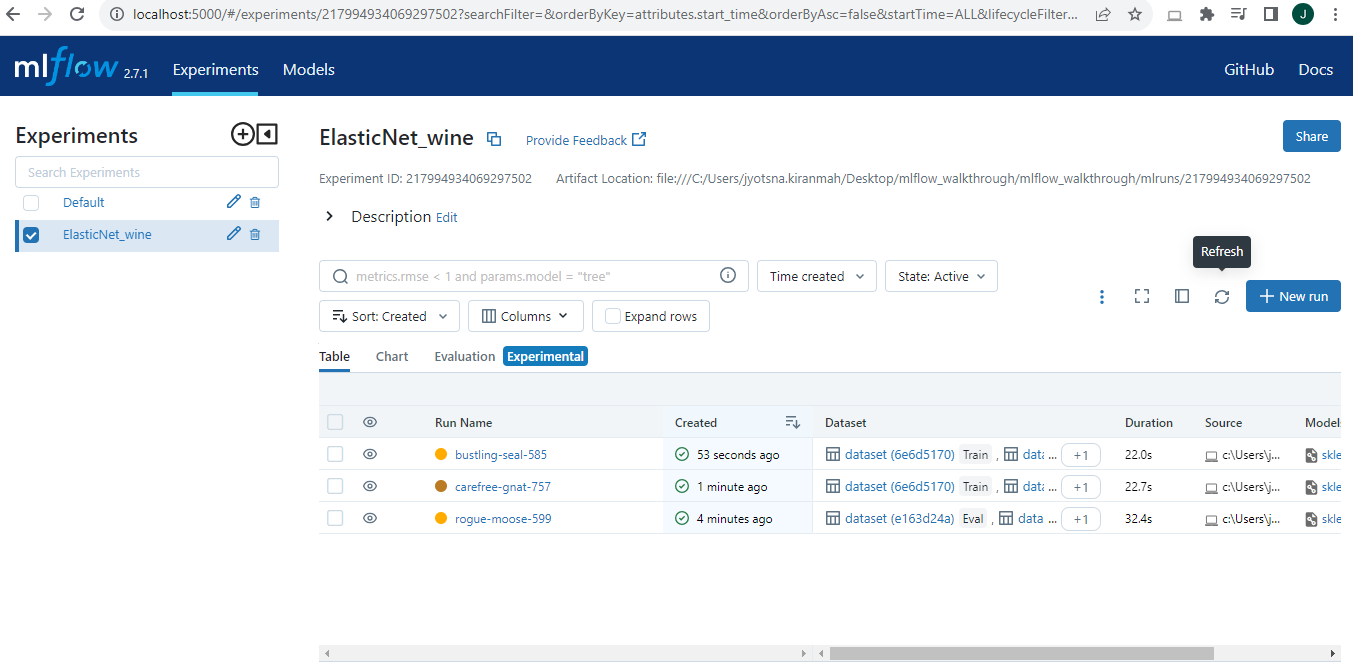 localhost:5000/#/experiments/217994934069297502?searchFilter=&orderByKey=attributes.start_time&orderByAsc=false&startTime=ALL&lifecycleFilter...
J
mlflow 2.7.1 Experiments Models GitHub Docs
Experiments
Search Experiments
Default
ElasticNet_wine
ElasticNet_wine Provide Feedback Share
Experiment ID: 217994934069297502 Artifact Location: file:///C:/Users/jyotsna.kiranmah/Desktop/mlflow_walkthrough/mlflow_walkthrough/mlruns/217994934069297502
Description Edit
Refresh
metrics.rmse < 1 and params.model = "tree" Time created State: Active
New run
Sort: Created Columns Expand rows
Table Chart Evaluation Experimental
Run Name Created Dataset Duration Source Model
bustling-seal-585 53 seconds ago dataset (6e6d5170) Train , data ... +1 22.0s c:\Users\j... skle
carefree-gnat-757 1 minute ago dataset (6e6d5170) Train , data ... +1 22.7s c:\Users\j... skle
rogue-moose-599 4 minutes ago dataset (e163d24a) Eval , data ... +1 32.4s c:\Users\j... skle